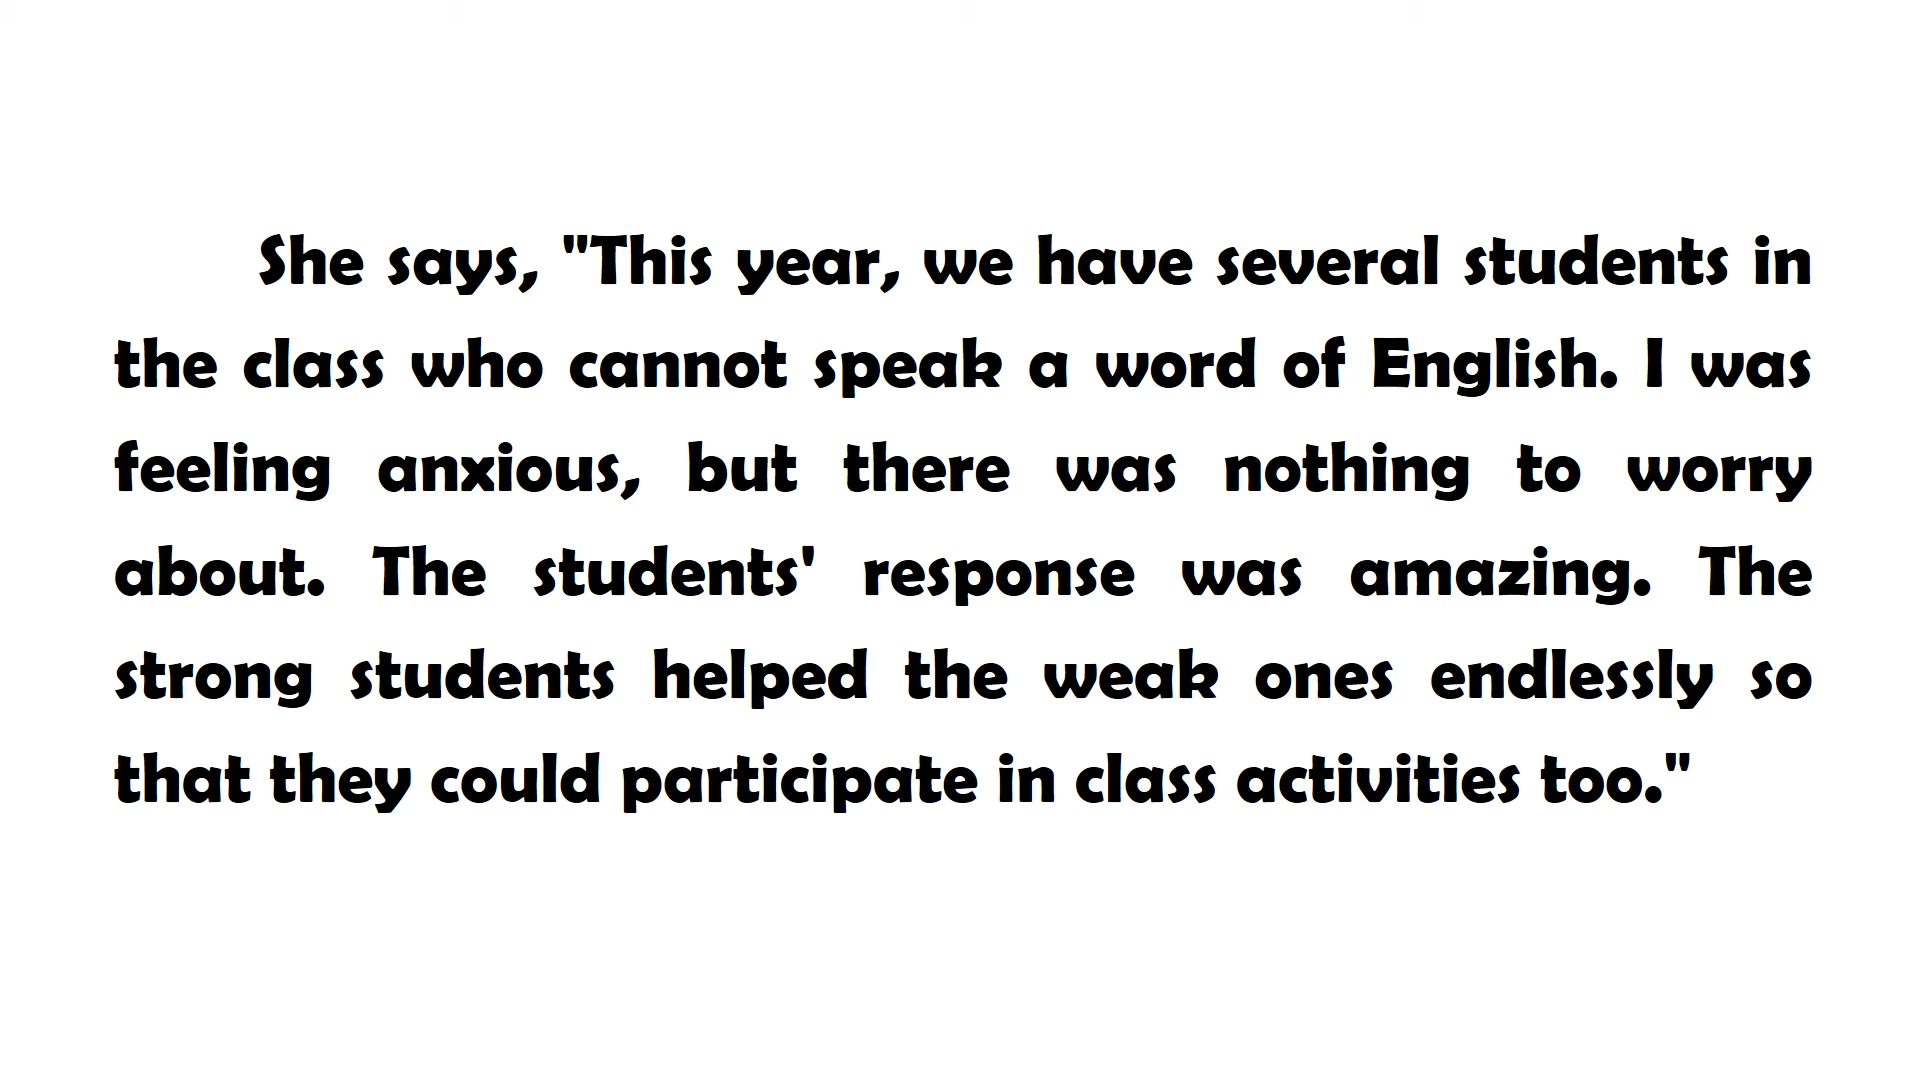 She says, "This year, we have several students in
the class who cannot speak a word of English. I was
feeling anxious, but there was nothing to worry
about. The students' response was amazing. The
strong students helped the weak ones endlessly so
that they could participate in class activities too."